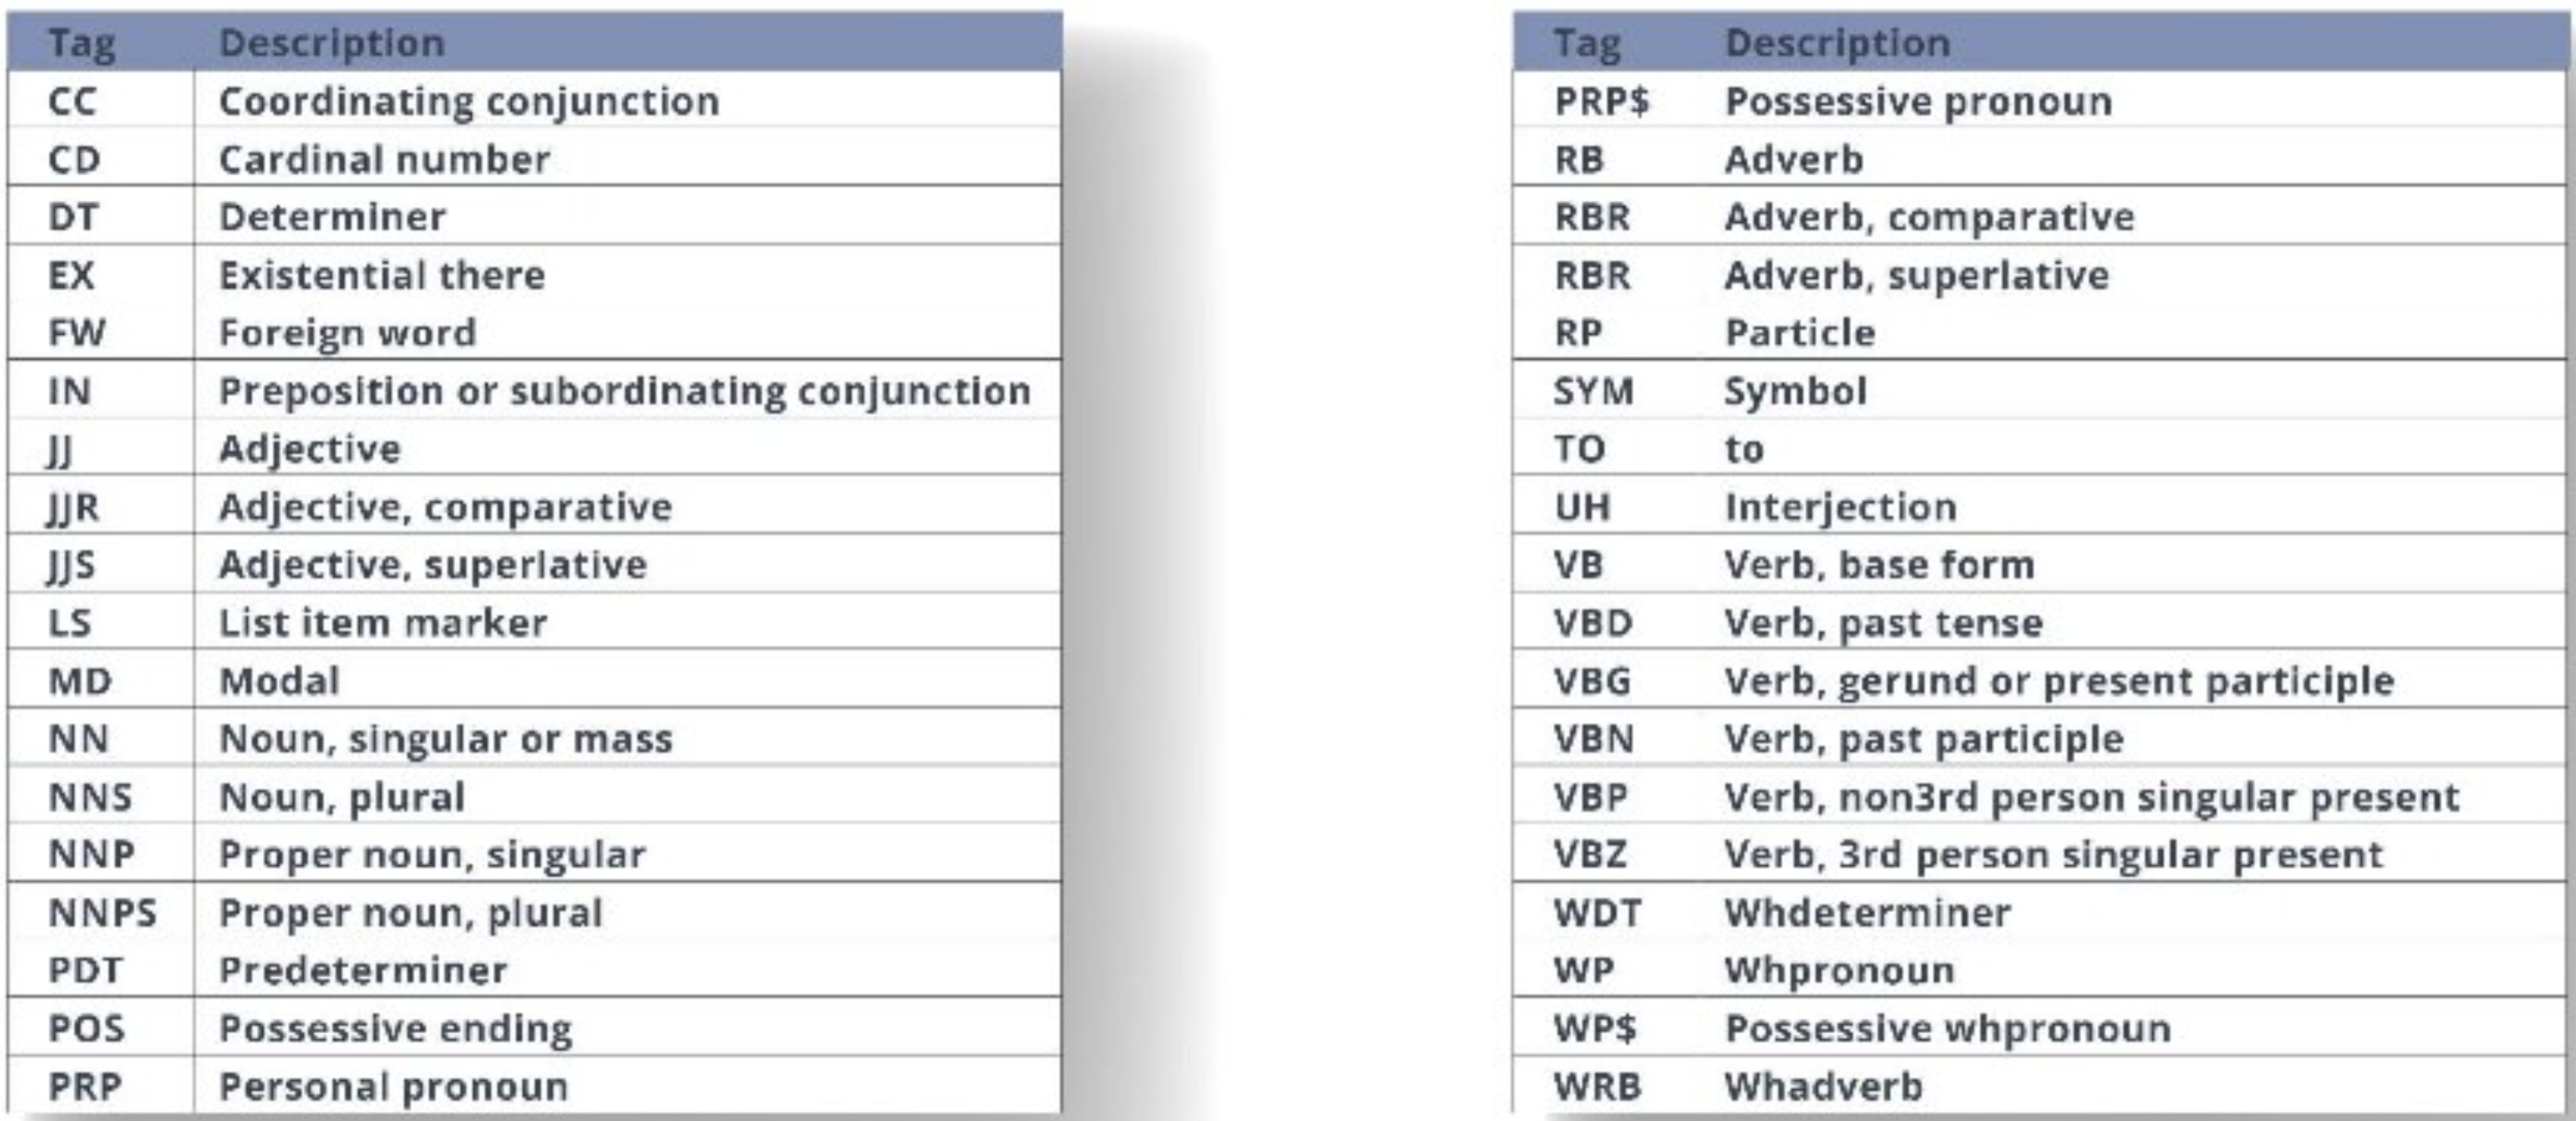 Tag Description
CC Coordinating conjunction
CD Cardinal number
DT Determiner
EX Existential there
FW Foreign word
IN Preposition or subordinating conjunction
JJ Adjective
JJR Adjective, comparative
JJS Adjective, superlative
LS List item marker
MD Modal
NN Noun, singular or mass
NNS Noun, plural
NNP Proper noun, singular
NNPS Proper noun, plural
PDT Predeterminer
POS Possessive ending
PRP Personal pronoun
Tag Description
PRP$ Possessive pronoun
RB Adverb
RBR Adverb, comparative
RBR Adverb, superlative
RP Particle
SYM Symbol
TO to
UH Interjection
VB Verb, base form
VBD Verb, past tense
VBG Verb, gerund or present participle
VBN Verb, past participle
VBP Verb, non3rd person singular present
VBZ Verb, 3rd person singular present
WDT Whdeterminer
WP Whpronoun
WP$ Possessive whpronoun
WRB Whadverb